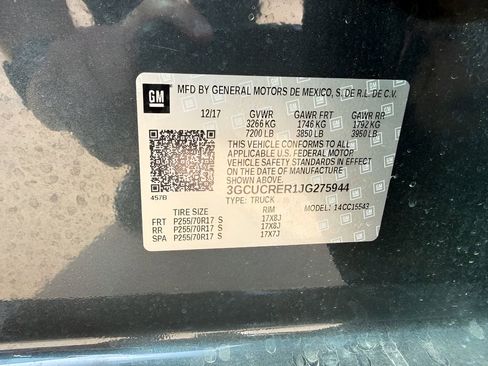 GM
MFD BY GENERAL MOTORS DE MEXICO, S. DE R.L. DE C.V.
12/17 GVWR GAWR FRT GAWR RR
3266 KG 1746 KG 1792 KG
7200 LB 3850 LB 3950 LB
THIS VEHICLE CONFORMS TO ALL
APPLICABLE U.S. FEDERAL MOTOR
VEHICLE SAFETY STANDARDS IN EFFECT ON
THE DATE OF MANUFACTURE
SHOWN ABOVE.
3GCUCRER1JG275944
457B TYPE: TRUCK MODEL: 14CC15543
TIRE SIZE RIM
FRT P255/70R17 S 17X8J
RR P255/70R17 S 17X8J
SPA P255/70R17 S 17X7J